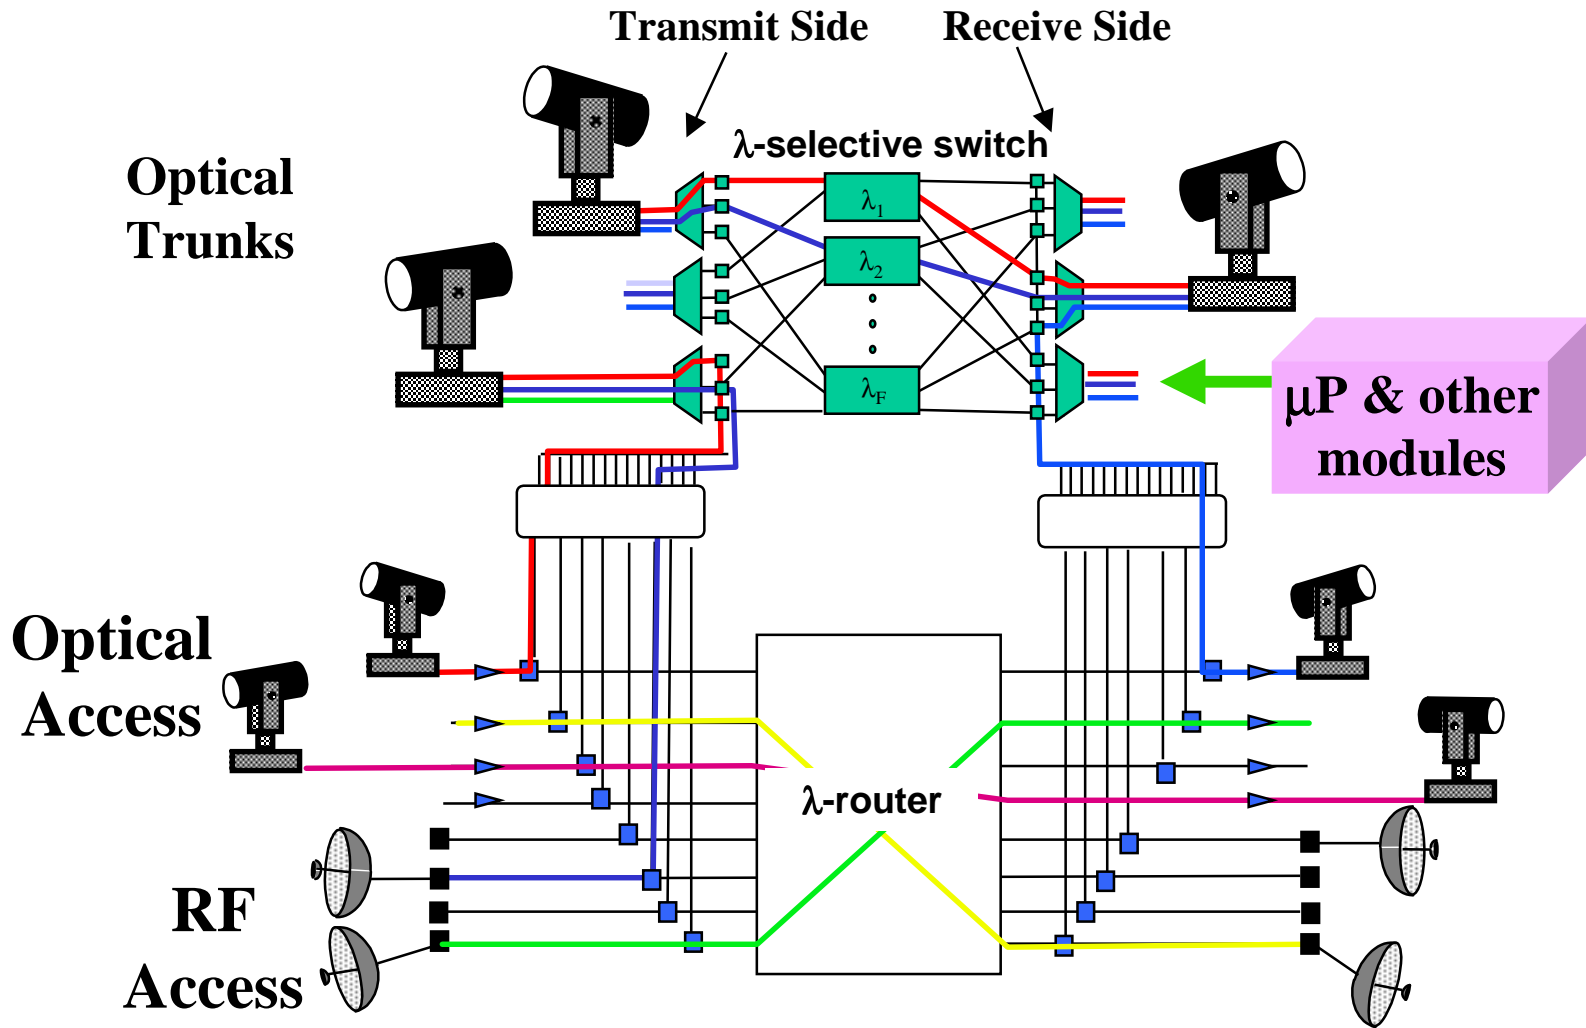 Transmit Side
Receive Side
λ-selective switch
Optical
Trunks
λ1
λ2
λF
μP & other
modules
Optical
Access
λ-router
RF
Access